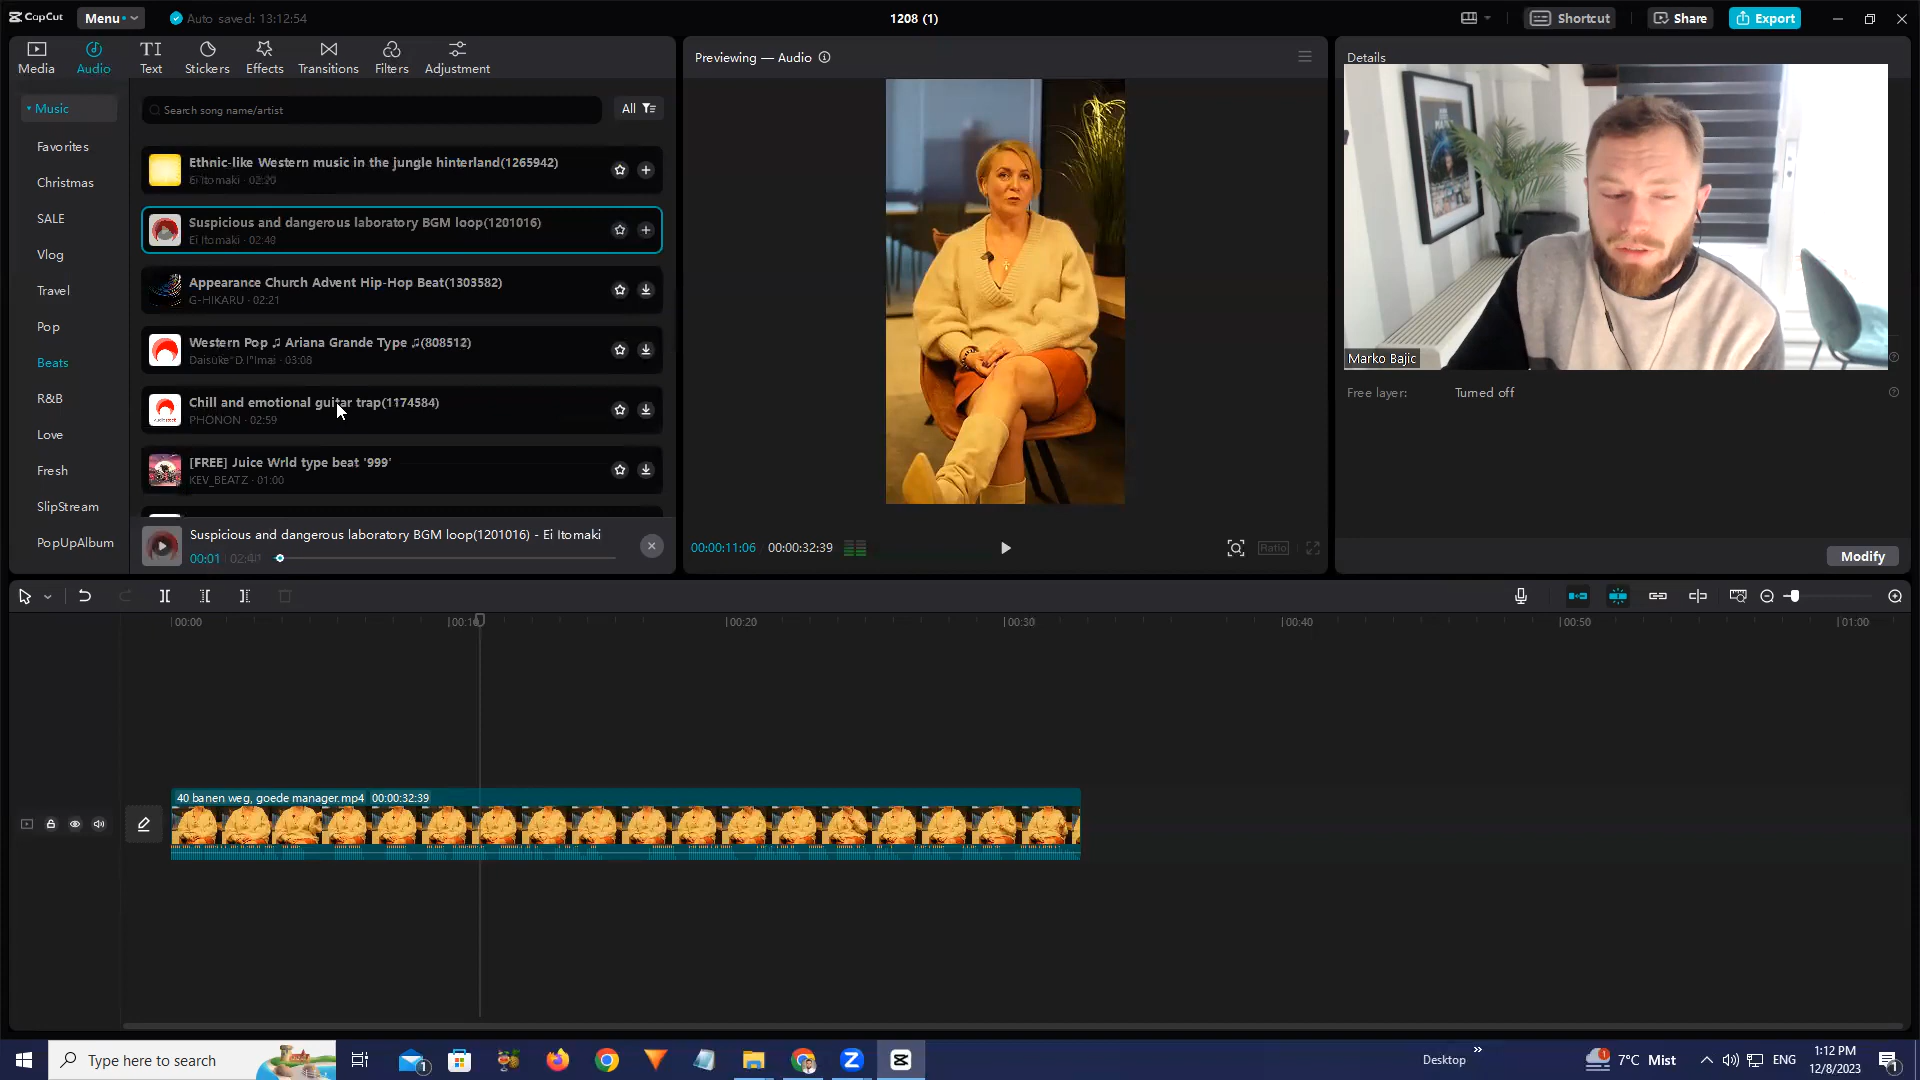 CapCut
Menu
Auto saved: 13:12:54
1208 (1)
Shortcut
Share
Export
Media
Audio
Text
Stickers
Effects
Transitions
Filters
Adjustment
Music
Favorites
Christmas
SALE
Vlog
Travel
Pop
Beats
R&B
Love
Fresh
SlipStream
PopUpAlbum
Search song name/artist
All
Ethnic-like Western music in the jungle hinterland(1265942)
Ei Itomaki · 02:20
Suspicious and dangerous laboratory BGM loop(1201016)
Ei Itomaki · 02:48
Appearance Church Advent Hip-Hop Beat(1303582)
G-HIKARU · 02:21
Western Pop ♫ Ariana Grande Type ♫(808512)
Daisuke"D.I"Imai · 03:08
Chill and emotional guitar trap(1174584)
PHONON · 02:59
[FREE] Juice Wrld type beat '999'
KEV_BEATZ · 01:00
Suspicious and dangerous laboratory BGM loop(1201016) - Ei Itomaki
00:01
Previewing — Audio
00:00:11:06 00:00:32:39
Ratio
Details
Marko Bajic
Free layer: Turned off
Modify
00:00
00:10
00:20
00:30
00:40
00:50
01:00
40 banen weg, goede manager.mp4 00:00:32:39
Type here to search
Desktop
7°C Mist
ENG
1:12 PM
12/8/2023